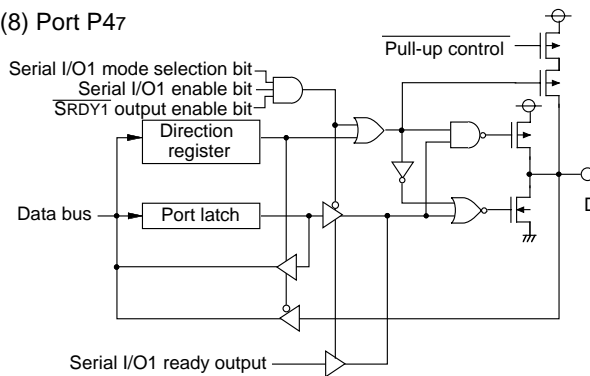 (8) Port P47
Pull-up control
Serial I/O1 mode selection bit
Serial I/O1 enable bit
SRDY1 output enable bit
Direction
register
Data bus
Port latch
D
Serial I/O1 ready output